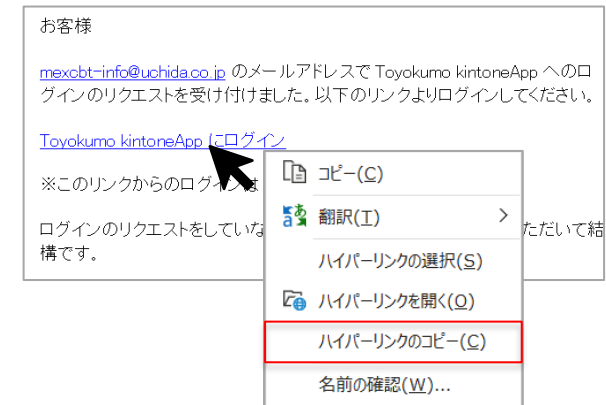 お客様
mexcbt-info@uchida.co.jp のメールアドレスで Toyokumo kintoneApp へのロ
グインのリクエストを受け付けました。以下のリンクよりログインしてください。
Toyokumo kintoneApp にログイン
※このリンクからのログインは
ログインのリクエストをしていな
ただいて結
構です。
コピー(C)
翻訳(T)
ハイパーリンクの選択(S)
ハイパーリンクを開く(O)
ハイパーリンクのコピー(C)
名前の確認(W)...